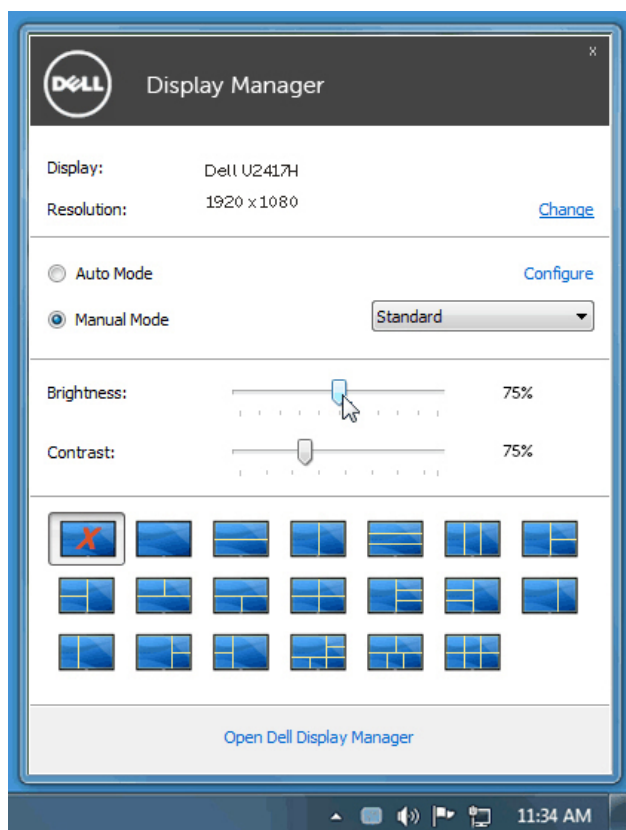 DELL
Display Manager
x
Display: Dell U2417H
Resolution: 1920 x 1080 Change
Auto Mode Configure
Manual Mode Standard
Brightness: 75%
Contrast: 75%
X
Open Dell Display Manager
11:34 AM